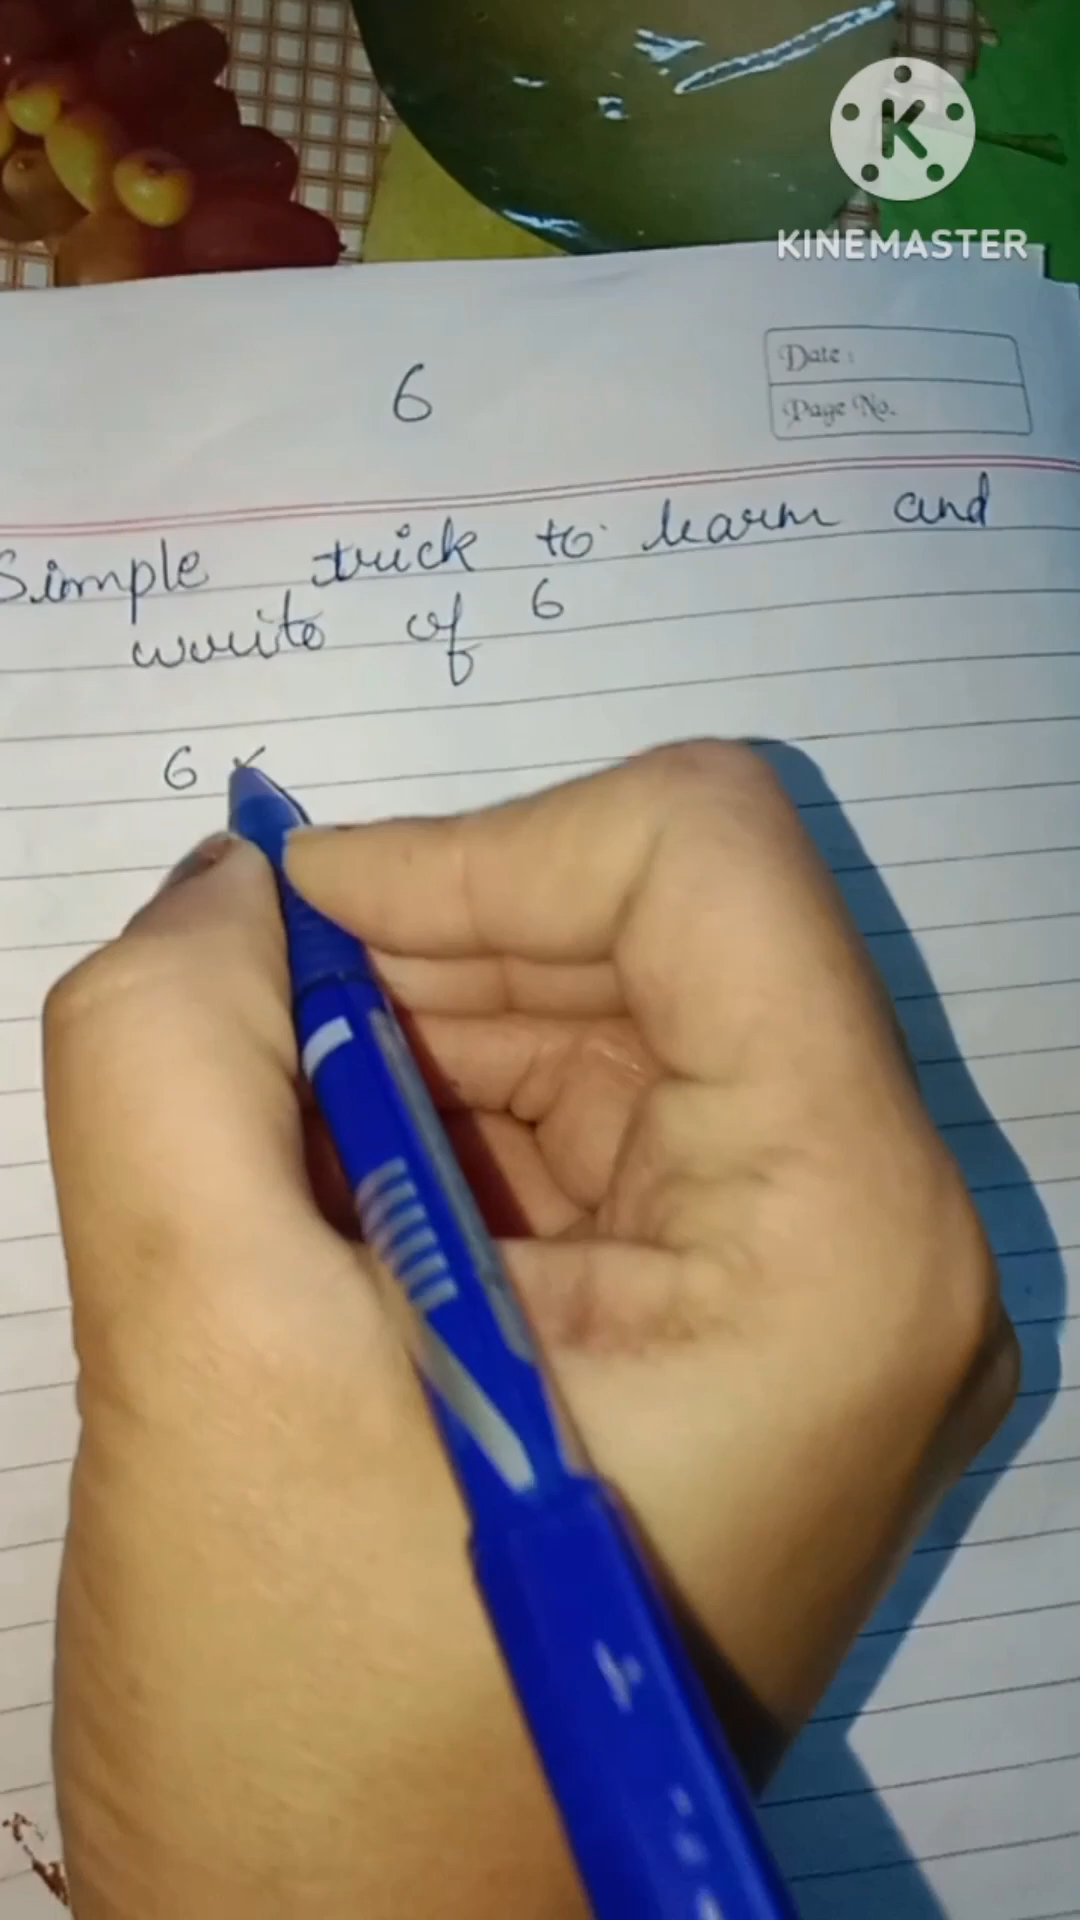 K
KINEMASTER
6
Date :
Page No.
Simple trick to learn and
write of 6
6 ×